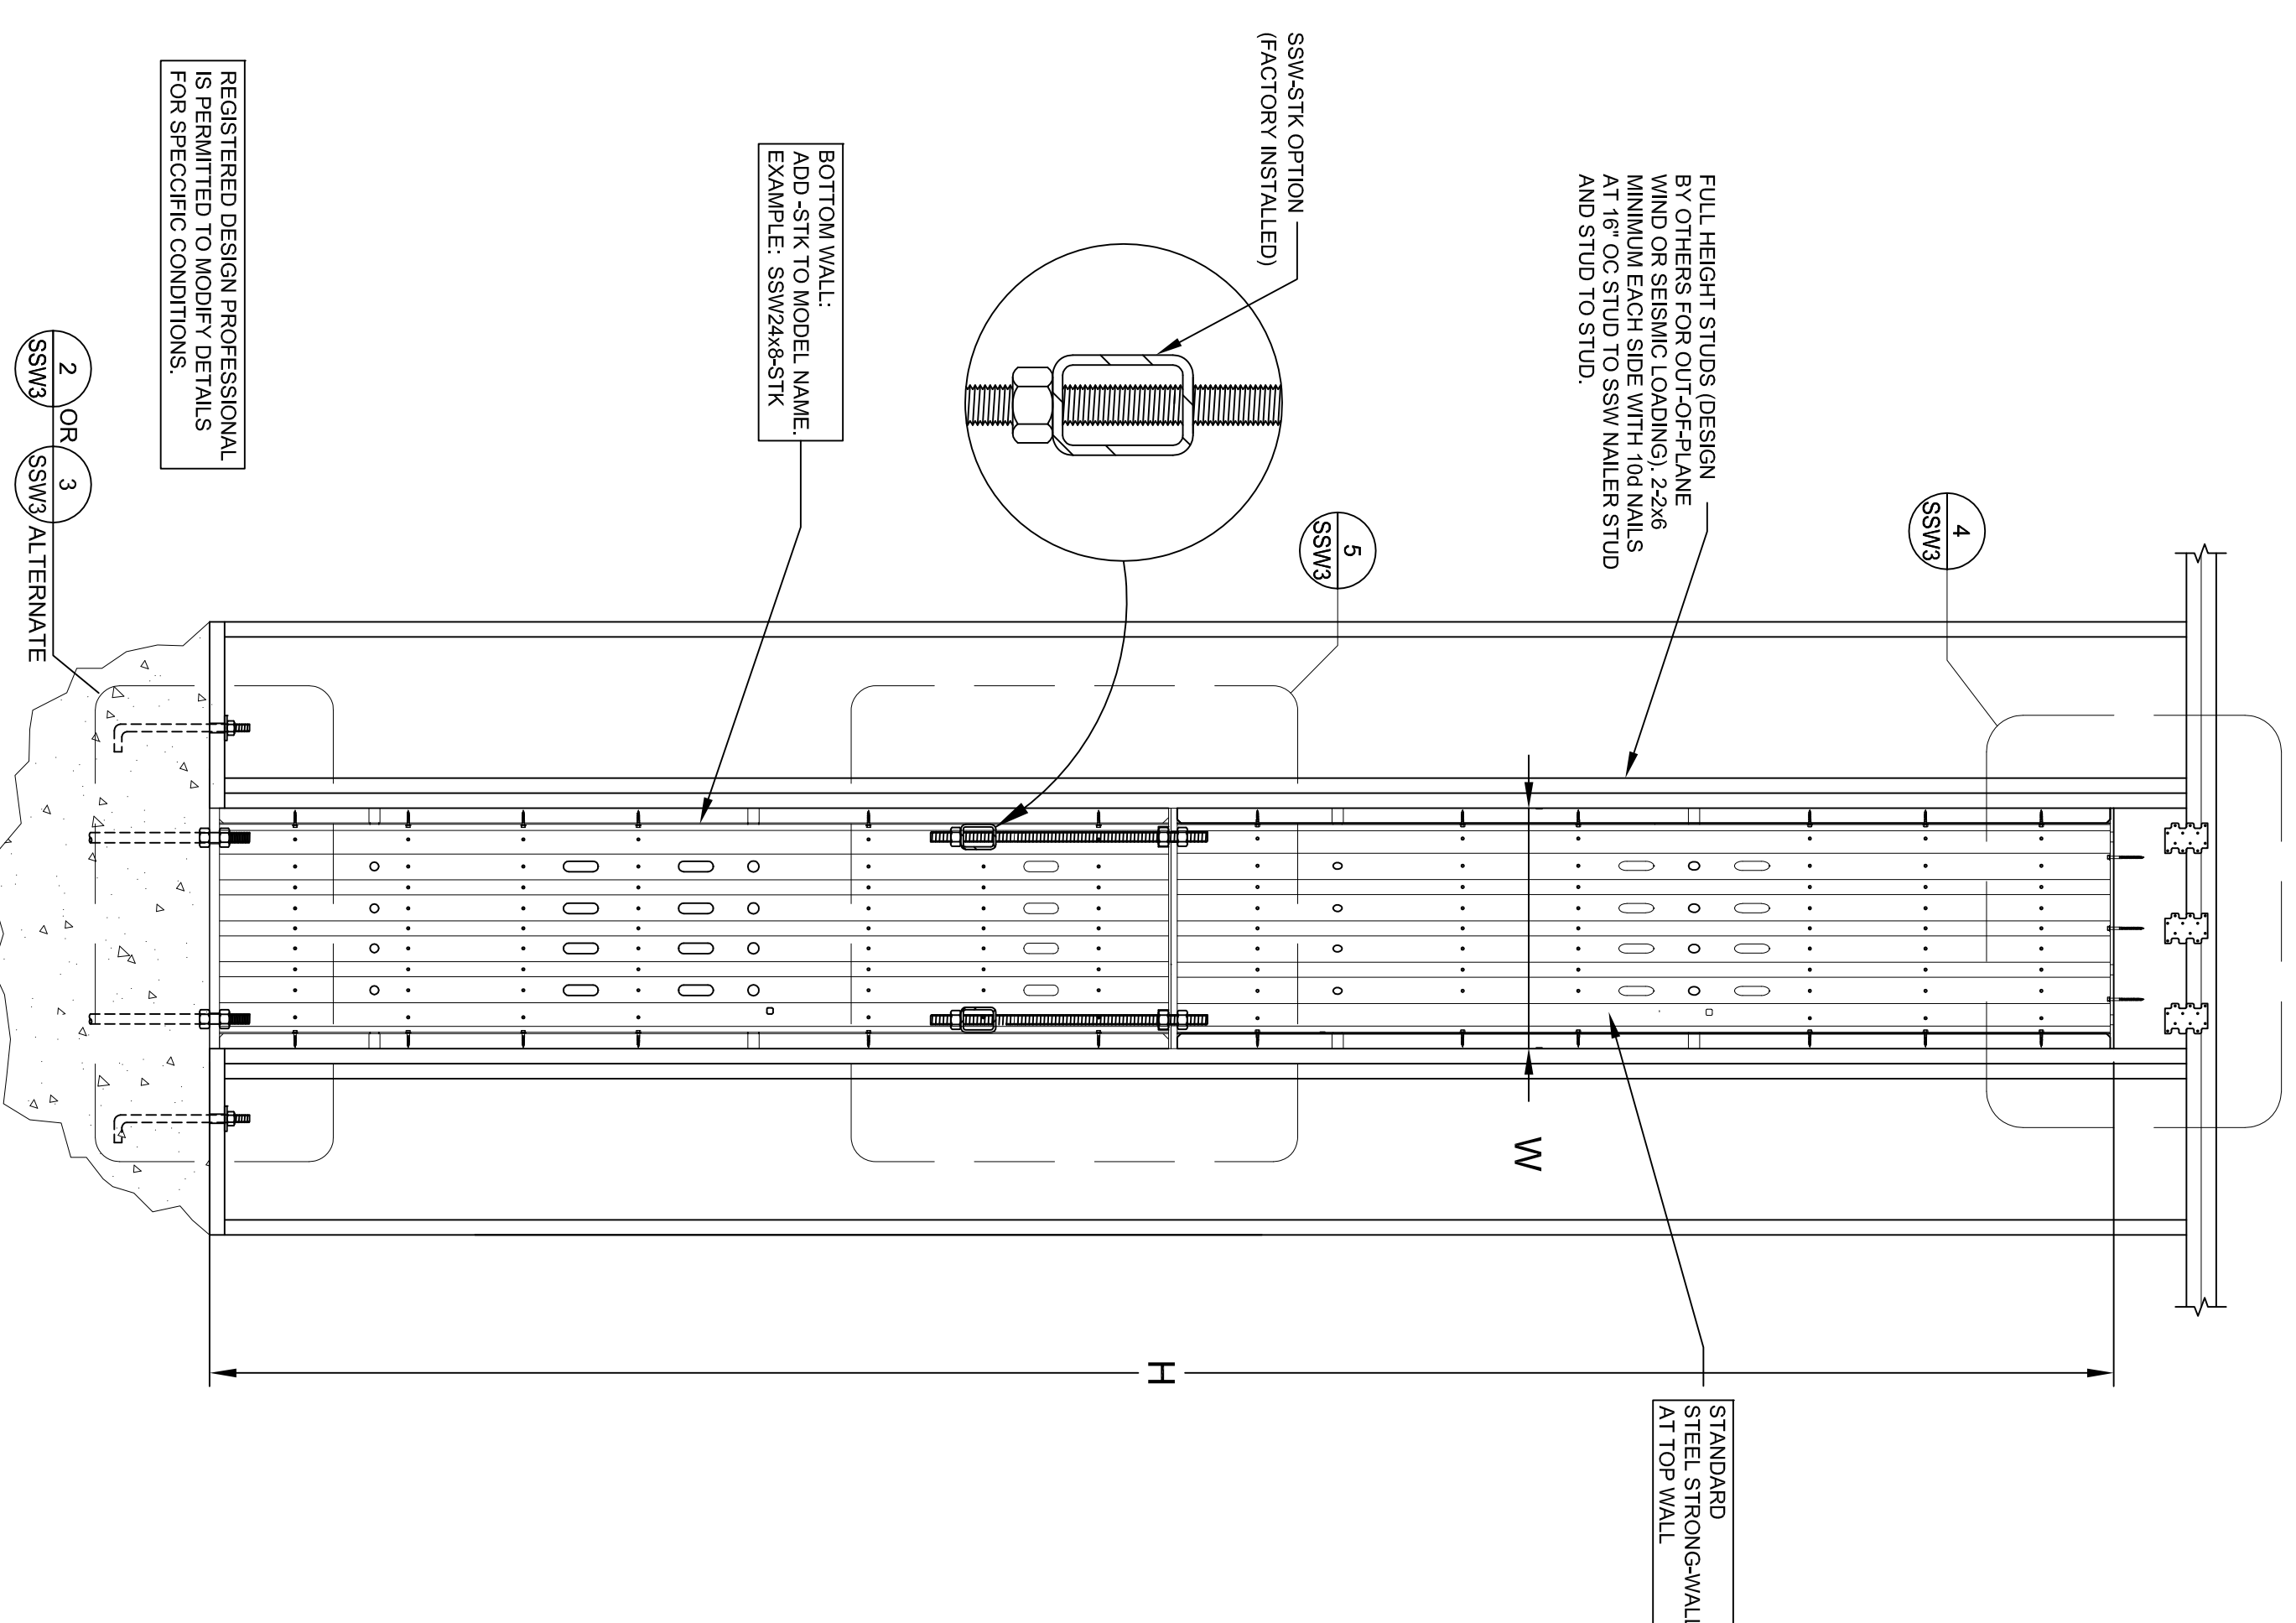 4
SSW3
FULL HEIGHT STUDS (DESIGN
BY OTHERS FOR OUT-OF-PLANE
WIND OR SEISMIC LOADING). 2-2x6
MINIMUM EACH SIDE WITH 10d NAILS
AT 16" OC STUD TO SSW NAILER STUD
AND STUD TO STUD.
STANDARD
STEEL STRONG-WALL
AT TOP WALL
W
5
SSW3
SSW-STK OPTION
(FACTORY INSTALLED)
H
BOTTOM WALL:
ADD -STK TO MODEL NAME.
EXAMPLE: SSW24x8-STK
REGISTERED DESIGN PROFESSIONAL
IS PERMITTED TO MODIFY DETAILS
FOR SPECCIFIC CONDITIONS.
2 OR 3
SSW3 SSW3 ALTERNATE